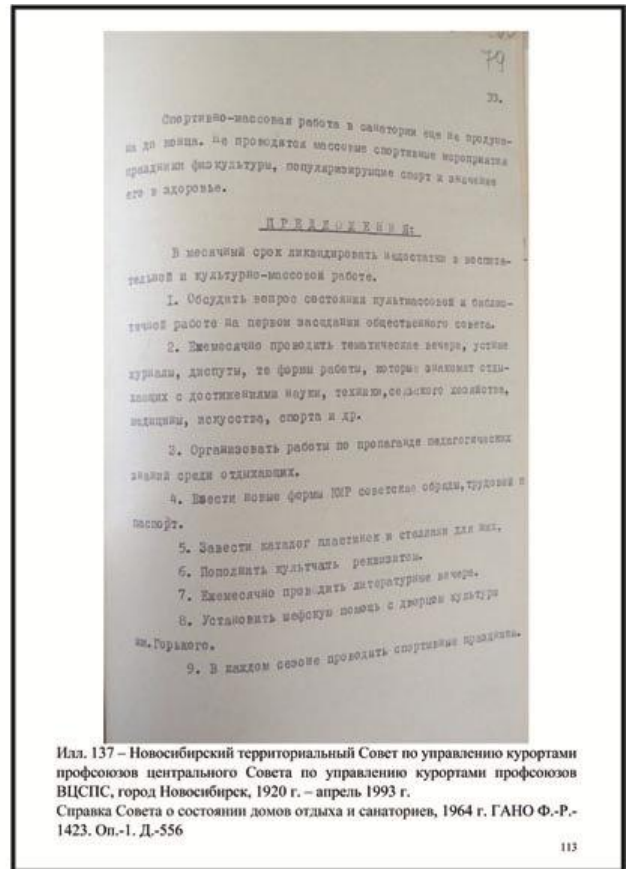 79
33.
Спортивно-массовая работа в санатории еще не продума-
на до конца. Не проводятся массовые спортивные мероприятия
праздники физкультуры, популяризирующие спорт и значение
его в здоровье.
ПРЕДЛОЖЕНИЯ:
В месячный срок ликвидировать недостатки в воспита-
тельной и культурно-массовой работе.
1. Обсудить вопрос состояния культмассовой и библио-
течной работе на первом заседании общественного совета.
2. Ежемесячно проводить тематические вечера, устные
журналы, диспуты, те формы работы, которые знакомят отды-
хающих с достижениями науки, техники,сельского хозяйства,
медицины, искусства, спорта и др.
3. Организовать работы по пропаганде педагогических
знаний среди отдыхающих.
4. Ввести новые формы КМР советские обряды,трудовой
паспорт.
5. Завести каталог пластинок и стеллажи для них.
6. Пополнять культчать реквизитом.
7. Ежемесячно проводить литературные вечера.
8. Установить шефскую помощь с дворцом культура
им.Горького.
9. В каждом сезоне проводить спортивные праздники.
Илл. 137 – Новосибирский территориальный Совет по управлению курортами
профсоюзов центрального Совета по управлению курортами профсоюзов
ВЦСПС, город Новосибирск, 1920 г. – апрель 1993 г.
Справка Совета о состоянии домов отдыха и санаториев, 1964 г. ГАНО Ф.-Р.-
1423. Оп.-1. Д.-556
113